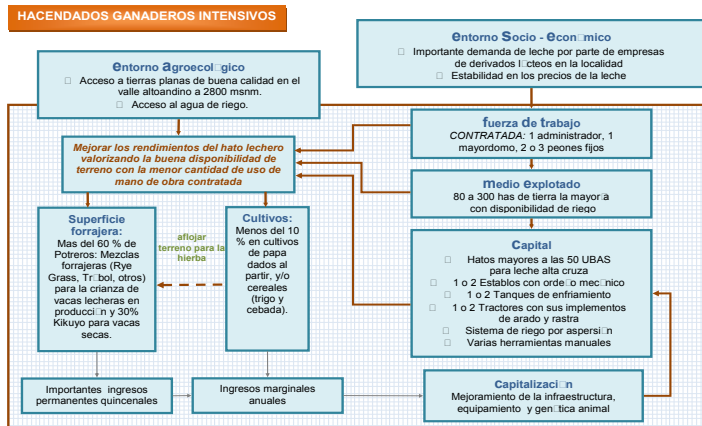 HACENDADOS GANADEROS INTENSIVOS
entorno Socio - econ□mico
□ Importante demanda de leche por parte de empresas
de derivados l□cteos en la localidad
□ Estabilidad en los precios de la leche
entorno agroecol□gico
□ Acceso a tierras planas de buena calidad en el
valle altoandino a 2800 msnm.
□ Acceso al agua de riego.
fuerza de trabajo
CONTRATADA: 1 administrador, 1
mayordomo, 2 o 3 peones fijos
Mejorar los rendimientos del hato lechero
valorizando la buena disponibilidad de
terreno con la menor cantidad de uso de
mano de obra contratada
medio explotado
80 a 300 has de tierra la mayor□a
con disponibilidad de riego
Superficie
forrajera:
Mas del 60 % de
Potreros: Mezclas
forrajeras (Rye
Grass, Tr□bol, otros)
para la crianza de
vacas lecheras en
producci□n y 30%
Kikuyo para vacas
secas.
aflojar
terreno para la
hierba
Cultivos:
Menos del 10
% en cultivos
de papa
dados al
partir, y/o
cereales
(trigo y
cebada).
Capital
□ Hatos mayores a las 50 UBAS
para leche alta cruza
□ 1 o 2 Establos con orde□o mec□nico
□ 1 o 2 Tanques de enfriamiento
□ 1 o 2 Tractores con sus implementos
de arado y rastra
□ Sistema de riego por aspersi□n
□ Varias herramientas manuales
Importantes ingresos
permanentes quincenales
Ingresos marginales
anuales
Capitalizaci□n
Mejoramiento de la infraestructura,
equipamiento y gen□tica animal